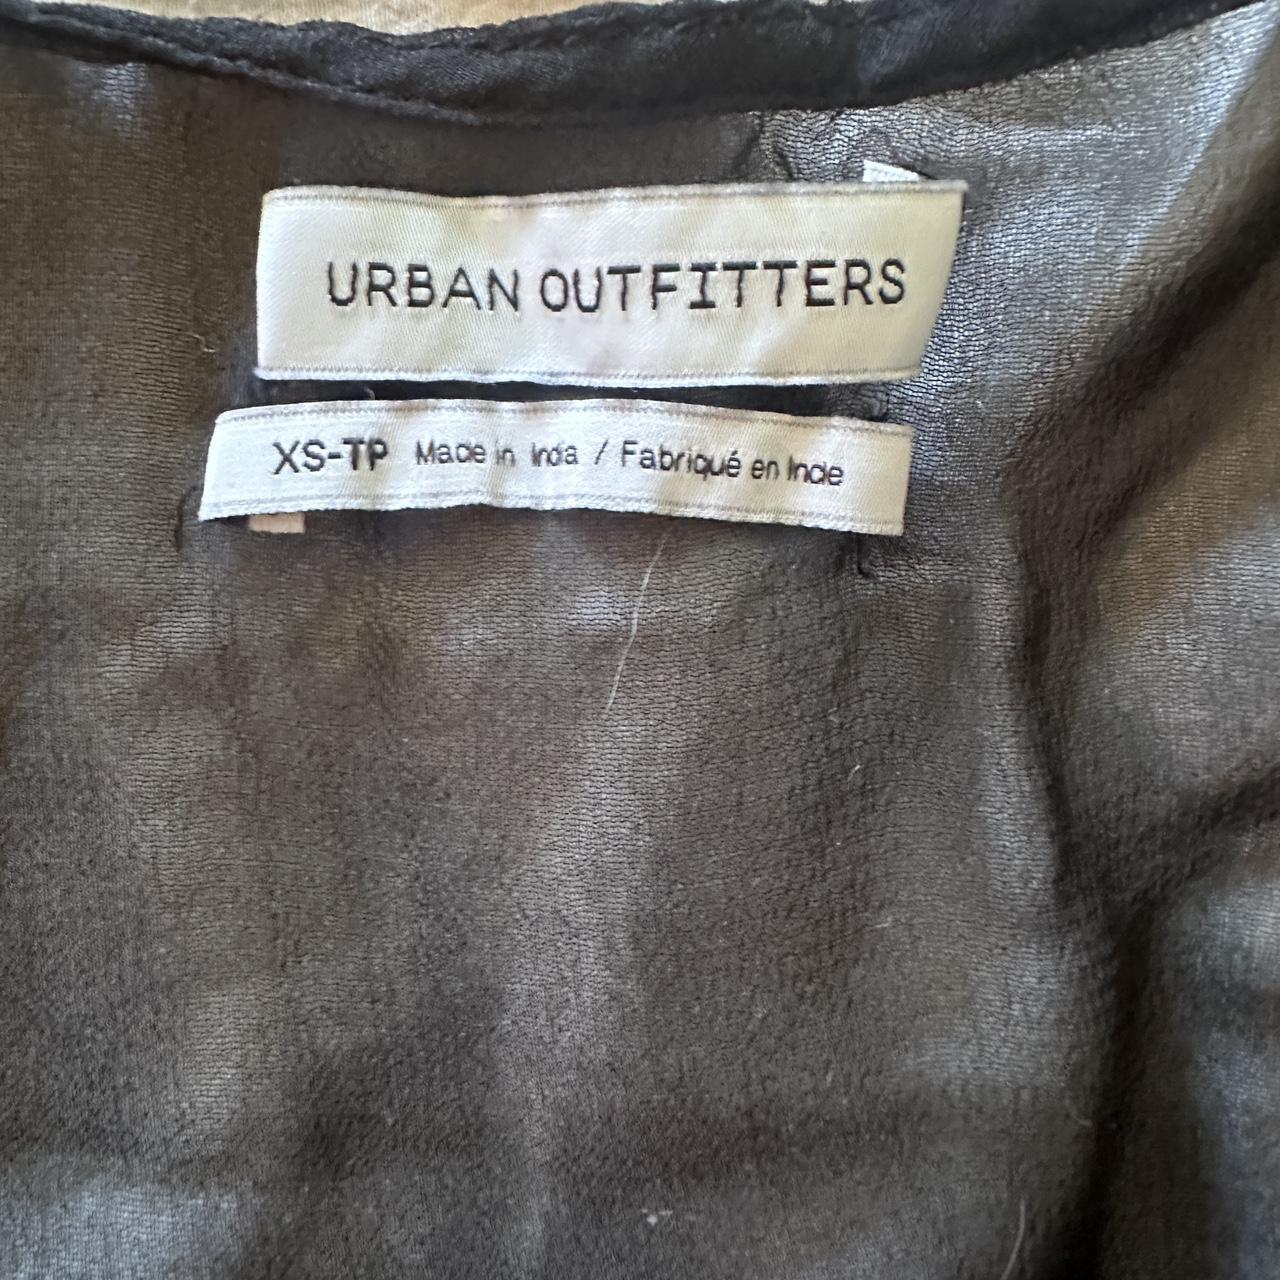 URBAN OUTFITTERS
XS-TP Made in India / Fabriqué en Inde